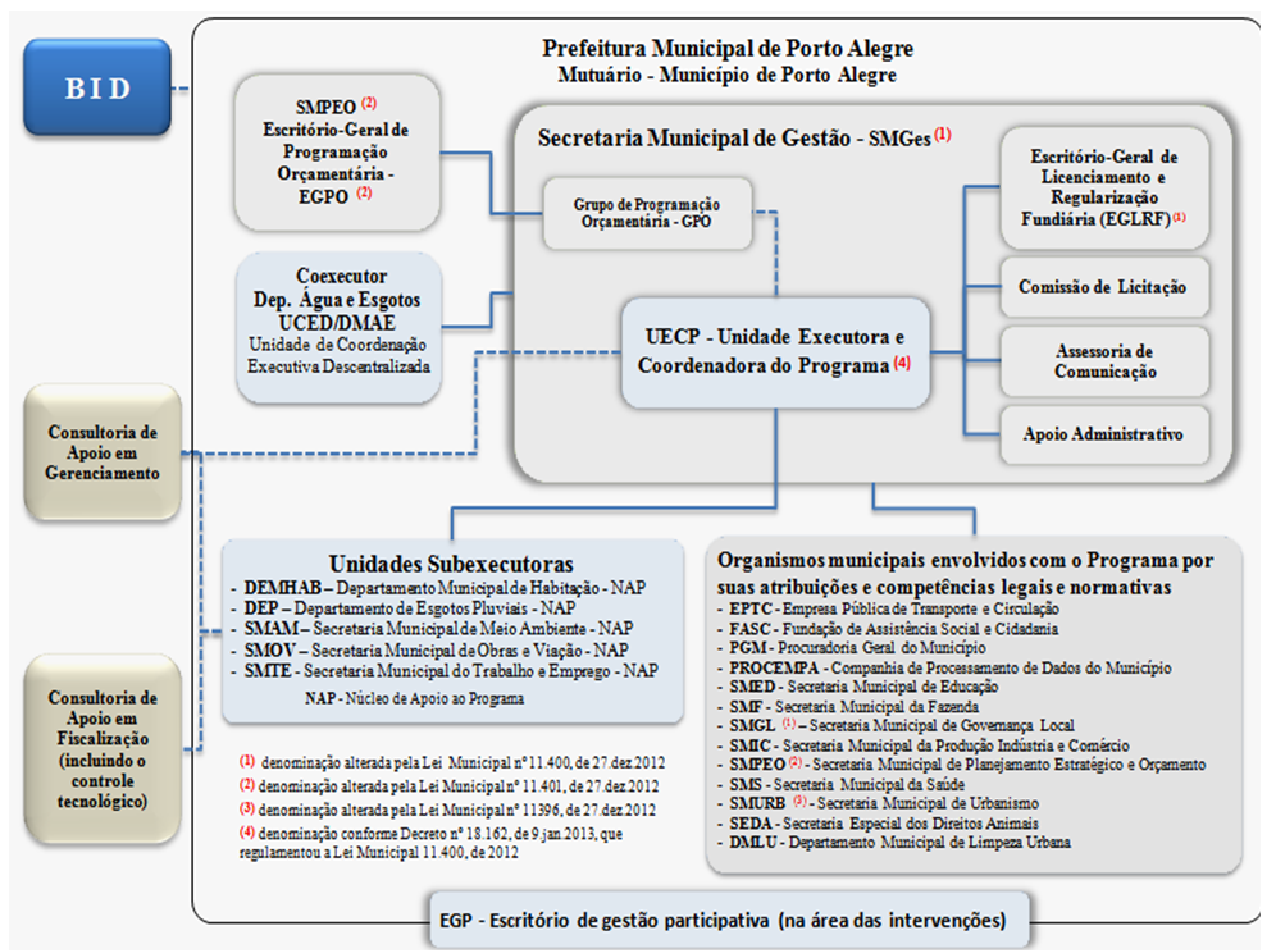 BID
Prefeitura Municipal de Porto Alegre
Mutuário - Município de Porto Alegre
SMPEO (2)
Escritório-Geral de
Programação
Orçamentária -
EGPO (2)
Secretaria Municipal de Gestão - SMGes (1)
Grupo de Programação
Orçamentária - GPO
Escritório-Geral de
Licenciamento e
Regularização
Fundiária (EGLRF) (1)
Comissão de Licitação
Assessoria de
Comunicação
Apoio Administrativo
Coexecutor
Dep. Água e Esgotos
UCED/DMAE
Unidade de Coordenação
Executiva Descentralizada
UECP - Unidade Executora e
Coordenadora do Programa (4)
Consultoria de
Apoio em
Gerenciamento
Consultoria de
Apoio em
Fiscalização
(incluindo o
controle
tecnológico)
Unidades Subexecutoras
- DEMHAB – Departamento Municipal de Habitação - NAP
- DEP – Departamento de Esgotos Pluviais - NAP
- SMAM – Secretaria Municipal de Meio Ambiente - NAP
- SMOV – Secretaria Municipal de Obras e Viação - NAP
- SMTE - Secretaria Municipal do Trabalho e Emprego - NAP
NAP - Núcleo de Apoio ao Programa
(1) denominação alterada pela Lei Municipal nº 11.400, de 27.dez.2012
(2) denominação alterada pela Lei Municipal nº 11.401, de 27.dez.2012
(3) denominação alterada pela Lei Municipal nº 11396, de 27.dez.2012
(4) denominação conforme Decreto nº 18.162, de 9.jan.2013, que
regulamentou a Lei Municipal 11.400, de 2012
Organismos municipais envolvidos com o Programa por
suas atribuições e competências legais e normativas
- EPTC - Empresa Pública de Transporte e Circulação
- FASC - Fundação de Assistência Social e Cidadania
- PGM - Procuradoria Geral do Município
- PROCEMPA - Companhia de Processamento de Dados do Município
- SMED - Secretaria Municipal de Educação
- SMF - Secretaria Municipal da Fazenda
- SMGL (1) – Secretaria Municipal de Governança Local
- SMIC - Secretaria Municipal da Produção Indústria e Comércio
- SMPEO (2) - Secretaria Municipal de Planejamento Estratégico e Orçamento
- SMS - Secretaria Municipal da Saúde
- SMURB (3) - Secretaria Municipal de Urbanismo
- SEDA - Secretaria Especial dos Direitos Animais
- DMLU - Departamento Municipal de Limpeza Urbana
EGP - Escritório de gestão participativa (na área das intervenções)